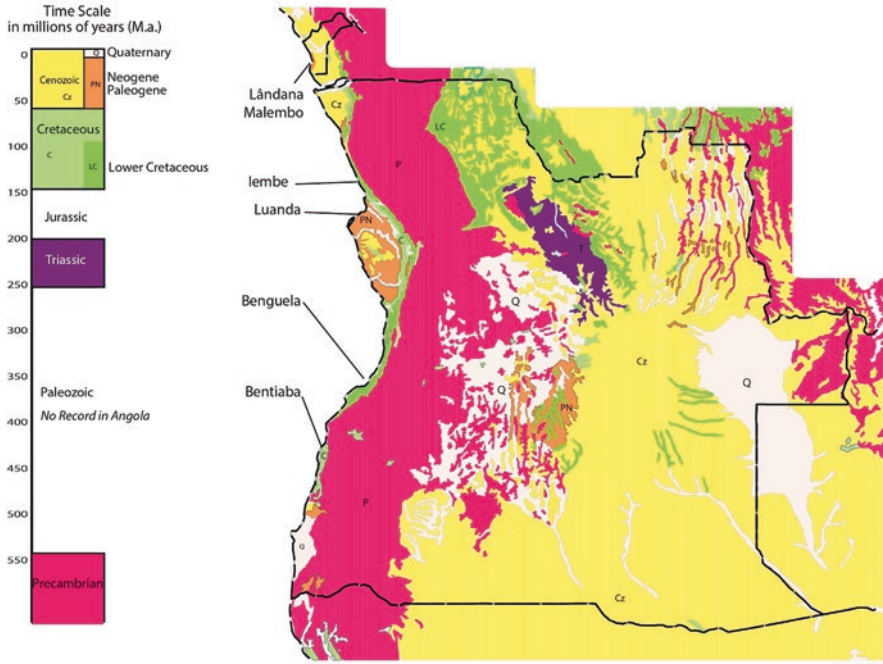 Time Scale
in millions of years (M.a.)
0
50
100
150
200
250
300
350
400
450
500
550
Q
Quaternary
Cenozoic
Cz
PN
Neogene
Paleogene
Cretaceous
C
LC
Lower Cretaceous
Jurassic
Triassic
Paleozoic
No Record in Angola
Precambrian
Lândana
Malembo
Iembe
Luanda
Benguela
Bentiaba
Cz
LC
P
PN
C
T
Q
Cz
Q
Q
PN
C
P
Q
Cz